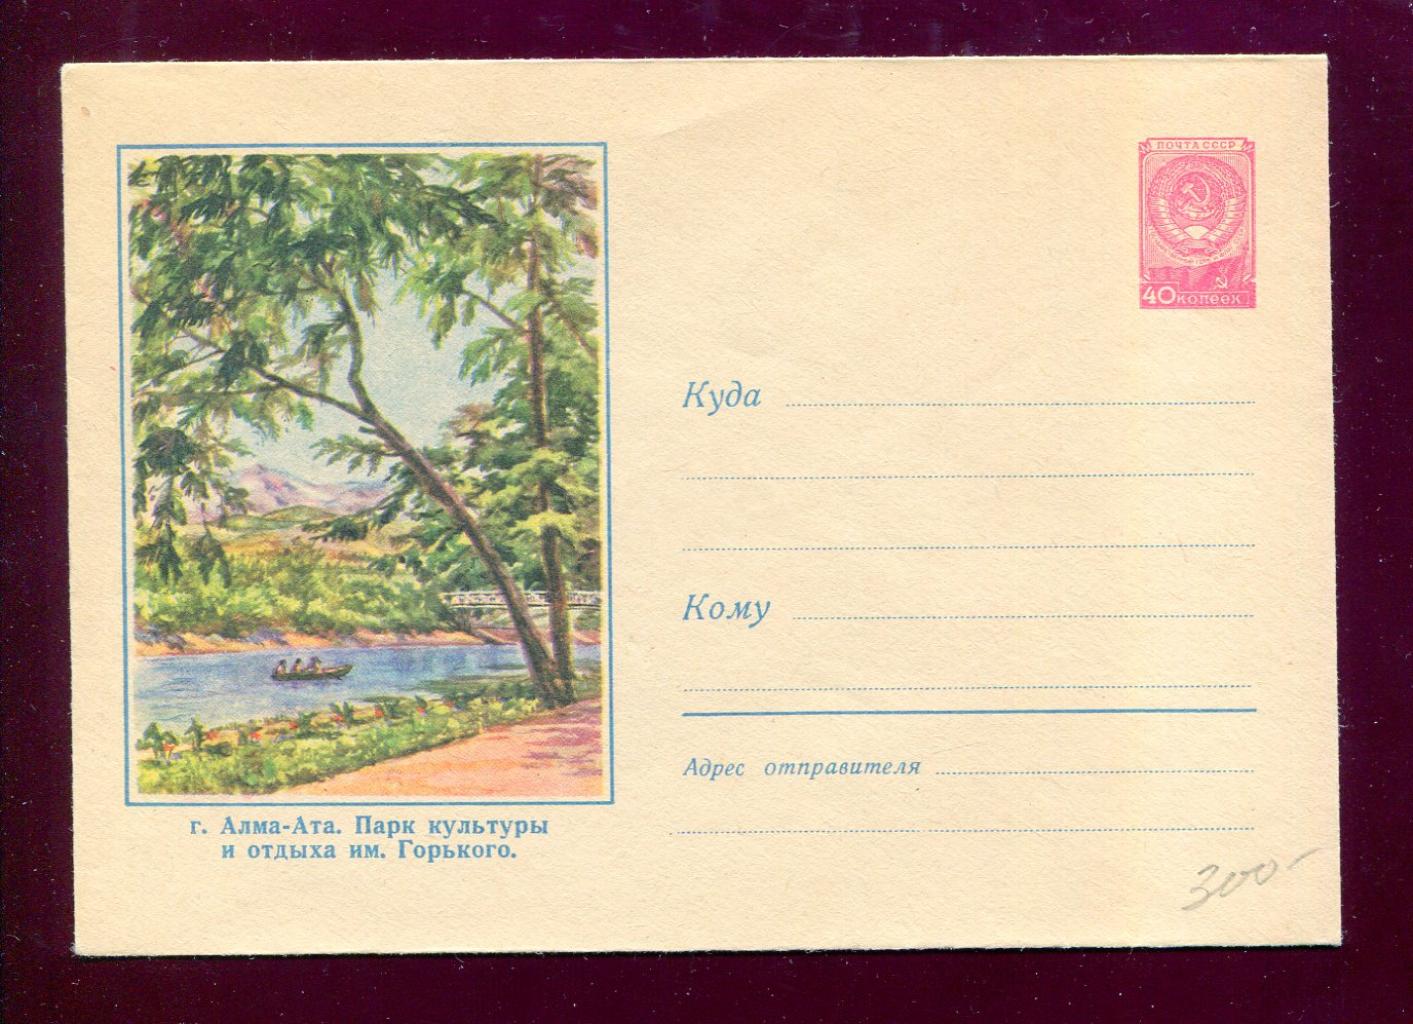 ПОЧТА СССР
40 копеек
Куда
Кому
Адрес отправителя
г. Алма-Ата. Парк культуры
и отдыха им. Горького.
300-